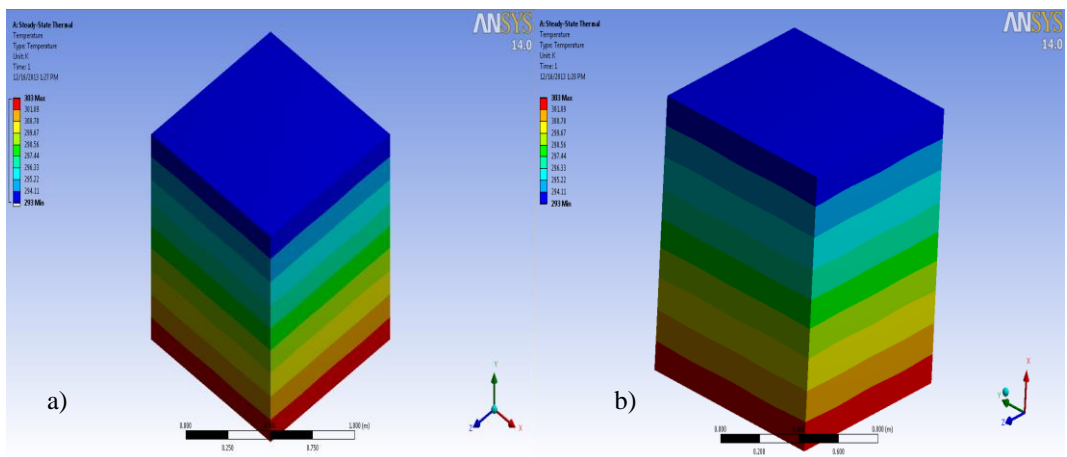 A: Steady-State Thermal
Temperature
Type: Temperature
Unit: K
Time: 1
12/16/2013 1:27 PM
303 Max
301.89
300.78
299.67
298.56
297.44
296.33
295.22
294.11
293 Min
ANSYS
14.0
a)
Y
Z
X
0.000
1.000 (m)
0.250
0.750
A: Steady-State Thermal
Temperature
Type: Temperature
Unit: K
Time: 1
12/16/2013 1:28 PM
303 Max
301.89
300.78
299.67
298.56
297.44
296.33
295.22
294.11
293 Min
ANSYS
14.0
b)
X
Y
Z
0.000
0.800 (m)
0.200
0.600